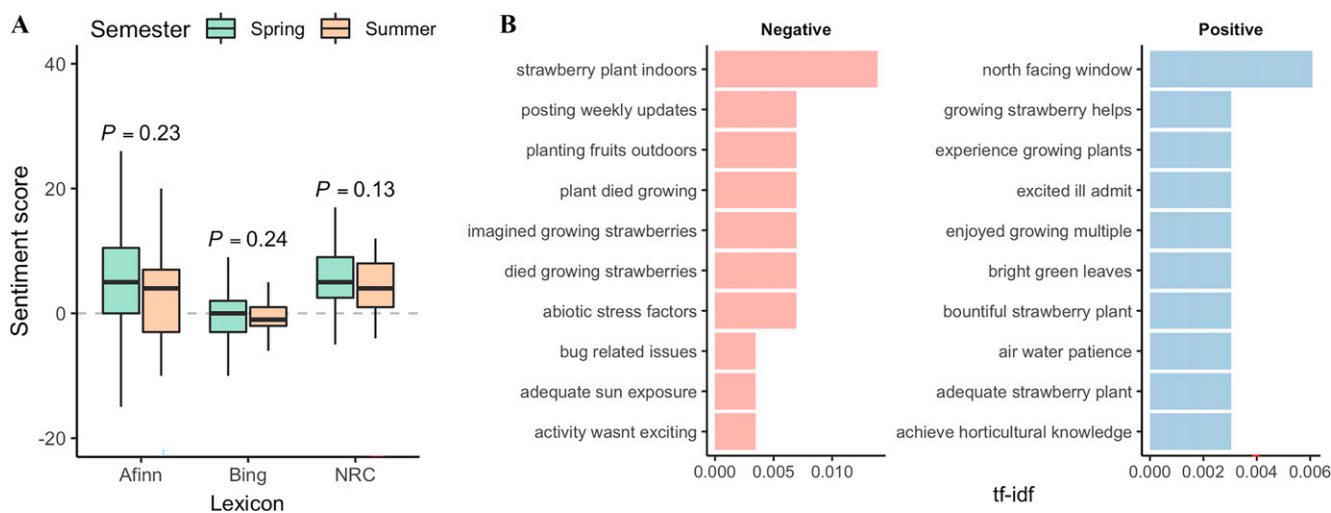 A
Semester Spring Summer
Sentiment score
40
20
0
-20
P = 0.23
P = 0.24
P = 0.13
Afinn Bing NRC
Lexicon
B
Negative
strawberry plant indoors
posting weekly updates
planting fruits outdoors
plant died growing
imagined growing strawberries
died growing strawberries
abiotic stress factors
bug related issues
adequate sun exposure
activity wasnt exciting
0.000 0.005 0.010
Positive
north facing window
growing strawberry helps
experience growing plants
excited ill admit
enjoyed growing multiple
bright green leaves
bountiful strawberry plant
air water patience
adequate strawberry plant
achieve horticultural knowledge
0.000 0.002 0.004 0.006
tf-idf